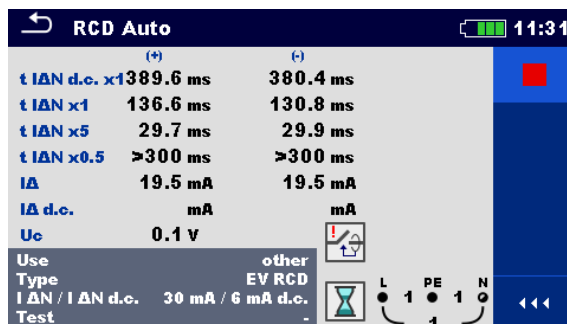 RCD Auto 11:31
(+) (-)
t IΔN d.c. x1 389.6 ms 380.4 ms
t IΔN x1 136.6 ms 130.8 ms
t IΔN x5 29.7 ms 29.9 ms
t IΔN x0.5 >300 ms >300 ms
IΔ 19.5 mA 19.5 mA
IΔ d.c. mA mA
Uc 0.1 V
Use other
Type EV RCD
I ΔN / I ΔN d.c. 30 mA / 6 mA d.c.
Test -
L PE N
1 1
1